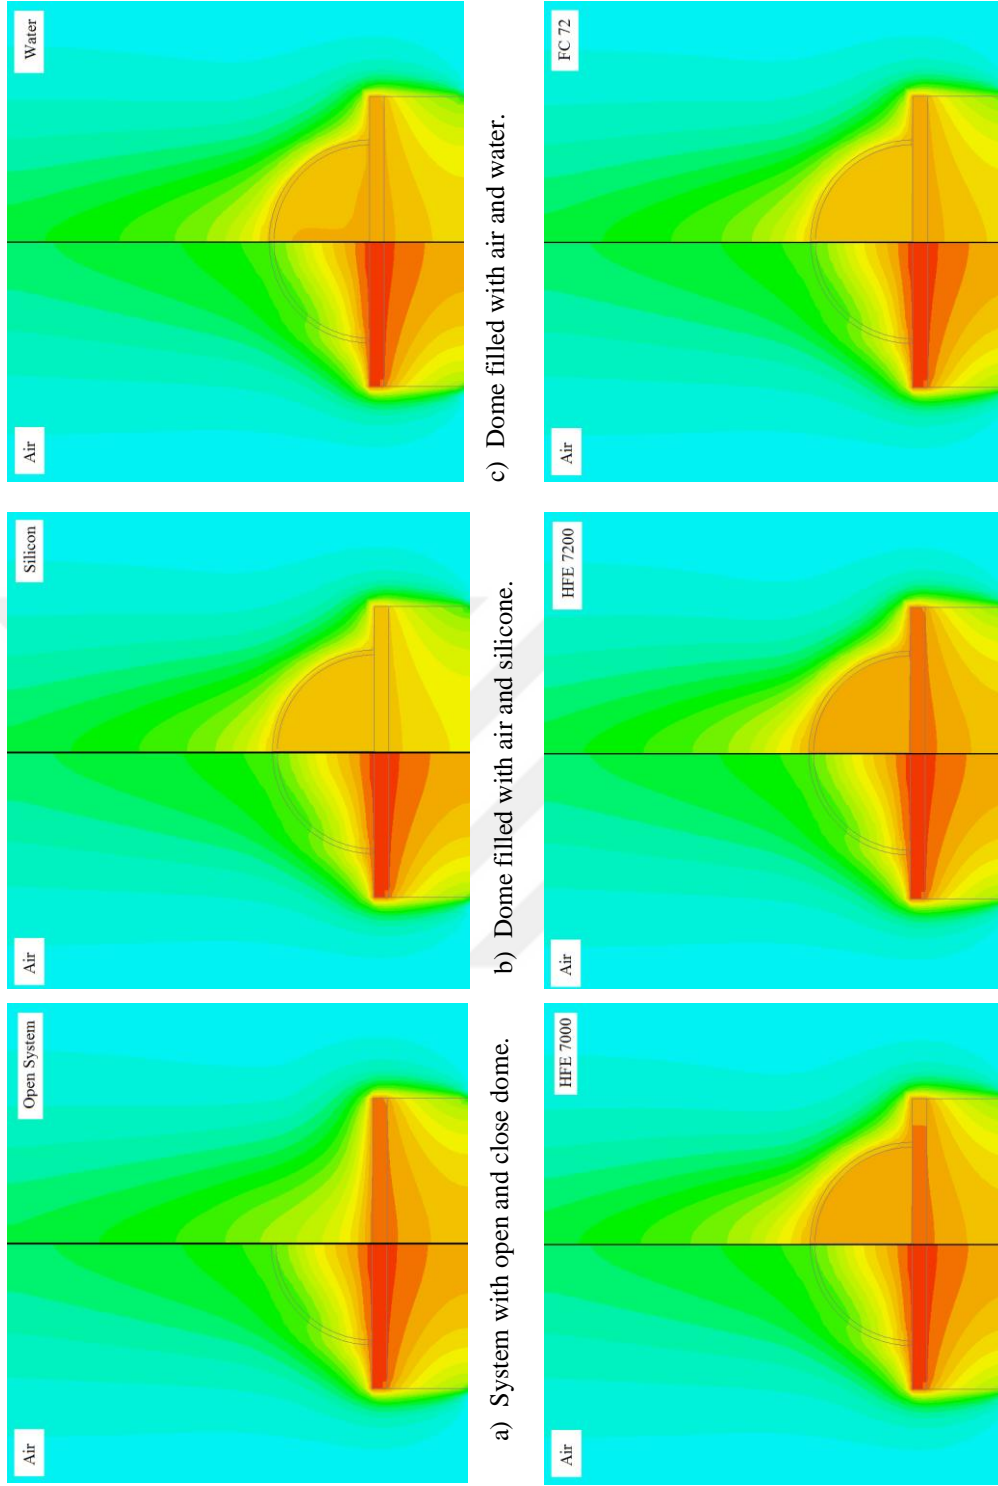 Air
Open System
Air
Silicon
Air
Water
a) System with open and close dome.
b) Dome filled with air and silicone.
c) Dome filled with air and water.
Air
HFE 7000
Air
HFE 7200
Air
FC 72